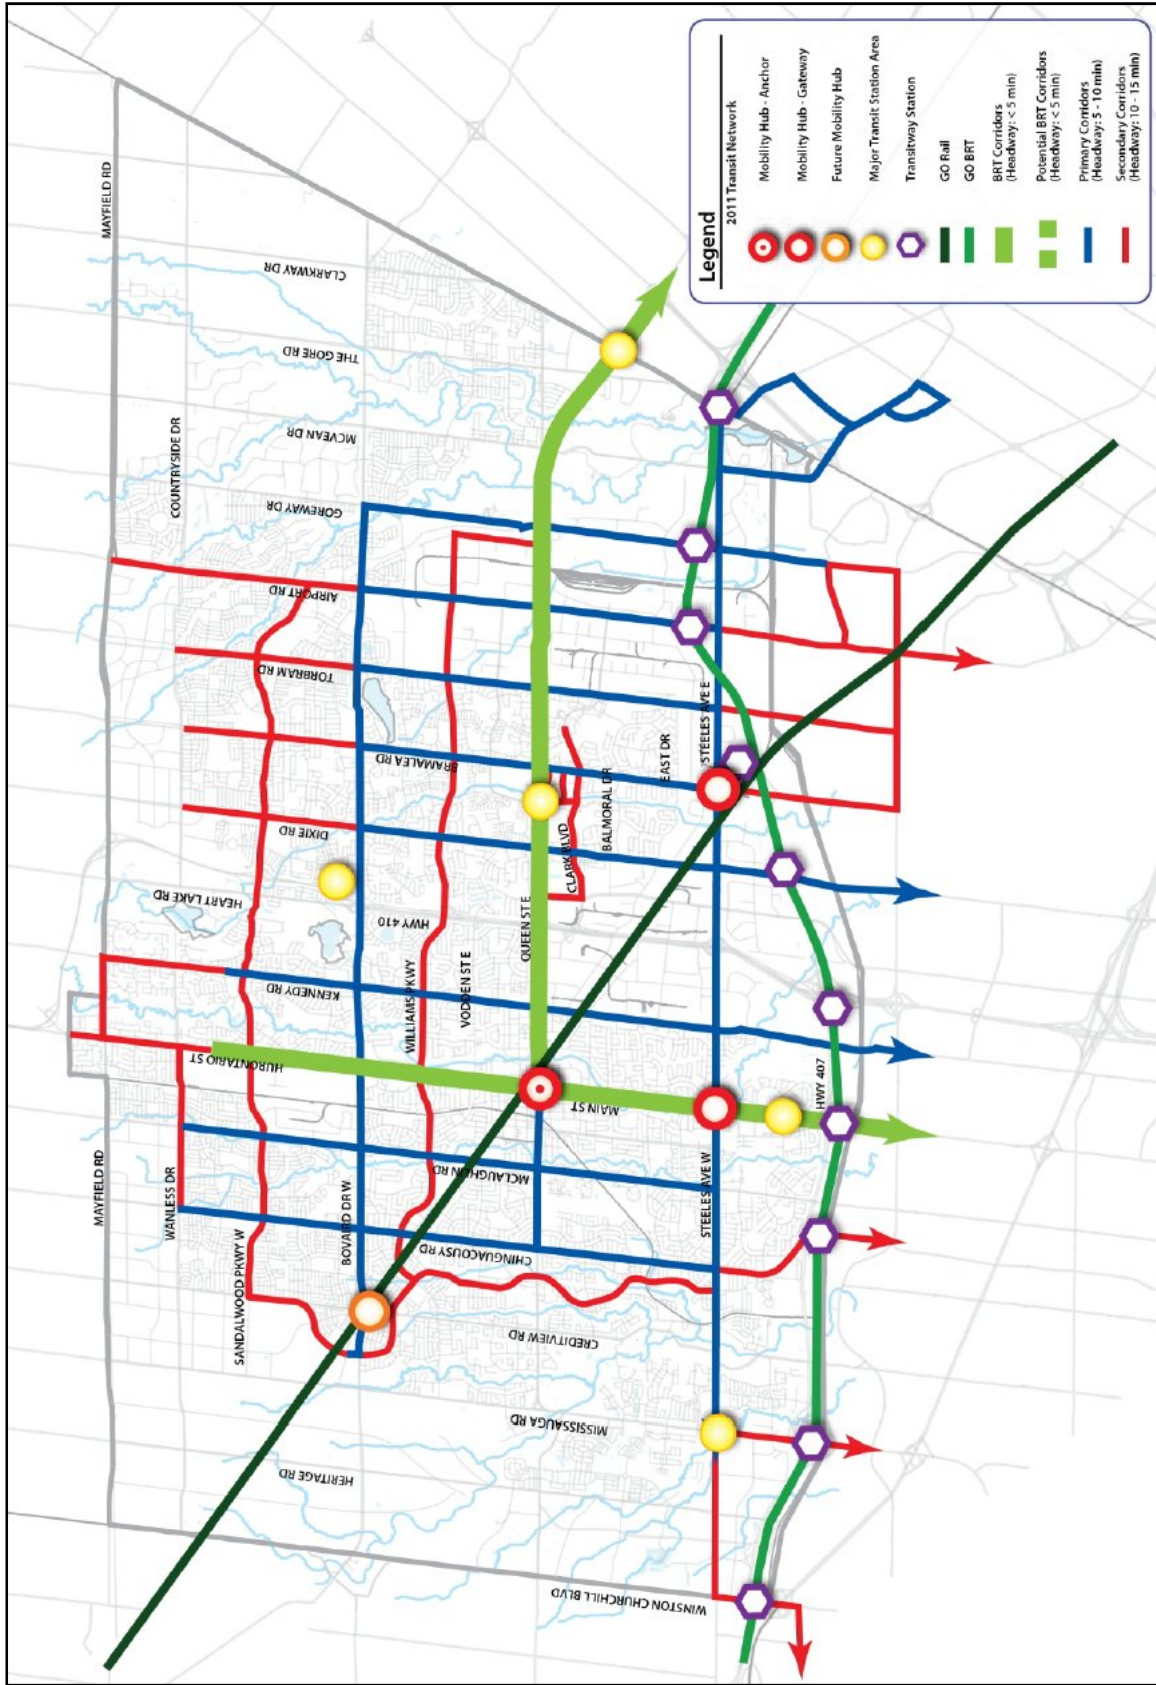 Legend
2011 Transit Network
Mobility Hub - Anchor
Mobility Hub - Gateway
Future Mobility Hub
Major Transit Station Area
Transitway Station
GO Rail
GO BRT
BRT Corridors
(Headway: < 5 min)
Potential BRT Corridors
(Headway: < 5 min)
Primary Corridors
(Headway: 5 - 10 min)
Secondary Corridors
(Headway: 10 - 15 min)
MAYFIELD RD
CLARKWAY DR
THE GORE RD
MCVEAN DR
COUNTRYSIDE DR
GOREWAY DR
AIRPORT RD
TORBRAM RD
BRAMALEA RD
DIXIE RD
HEART LAKE RD
HWY 410
KENNEDY RD
WILLIAMS PKWY
VODDEN ST E
QUEEN ST E
CLARK BLVD
BALMORAL DR
EAST DR
STEELES AVE E
HURONTARIO ST
MAIN ST
HWY 407
MAYFIELD RD
WANLESS DR
SANDALWOOD PKWY W
BOVAIRD DR W
MCLAUGHLIN RD
CHINGUACOUSY RD
STEELES AVE W
CREDITVIEW RD
MISSISSAUGA RD
HERITAGE RD
WINSTON CHURCHILL BLVD